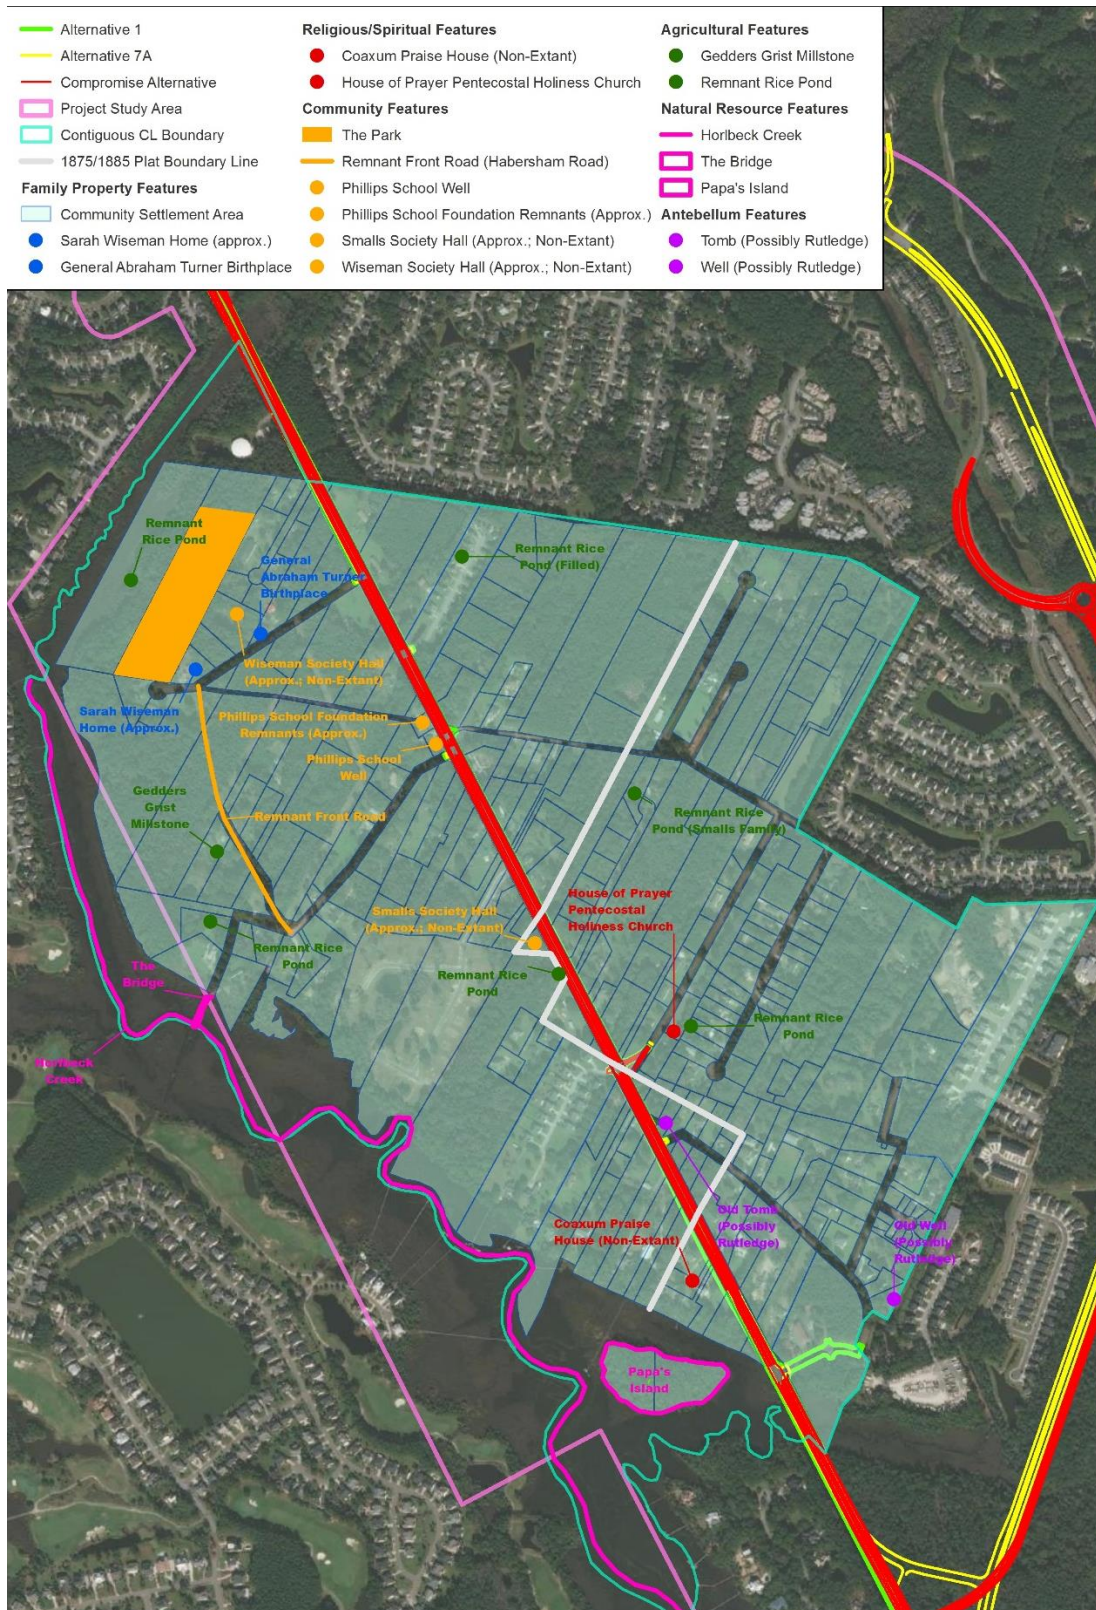 Alternative 1
Alternative 7A
Compromise Alternative
Project Study Area
Contiguous CL Boundary
1875/1885 Plat Boundary Line
Family Property Features
Community Settlement Area
Sarah Wiseman Home (approx.)
General Abraham Turner Birthplace
Religious/Spiritual Features
Coaxum Praise House (Non-Extant)
House of Prayer Pentecostal Holiness Church
Community Features
The Park
Remnant Front Road (Habersham Road)
Phillips School Well
Phillips School Foundation Remnants (Approx.)
Smalls Society Hall (Approx.; Non-Extant)
Wiseman Society Hall (Approx.; Non-Extant)
Agricultural Features
Gedders Grist Millstone
Remnant Rice Pond
Natural Resource Features
Horlbeck Creek
The Bridge
Papa's Island
Antebellum Features
Tomb (Possibly Rutledge)
Well (Possibly Rutledge)
Remnant
Rice Pond
General
Abraham Turner
Birthplace
Remnant Rice
Pond (Filled)
Wiseman Society Hall
(Approx.; Non-Extant)
Sarah Wiseman
Home (Approx.)
Phillips School Foundation
Remnants (Approx.)
Phillips School
Well
Gedders
Grist
Millstone
Remnant Front Road
Remnant Rice
Pond (Smalls Family)
House of Prayer
Pentecostal
Holiness Church
Smalls Society Hall
(Approx.; Non-Extant)
Remnant Rice
Pond
The
Bridge
Remnant Rice
Pond
Remnant Rice
Pond
Horlbeck
Creek
Coaxum Praise
House (Non-Extant)
Old Tomb
(Possibly
Rutledge)
Old Well
(Possibly
Rutledge)
Papa's
Island